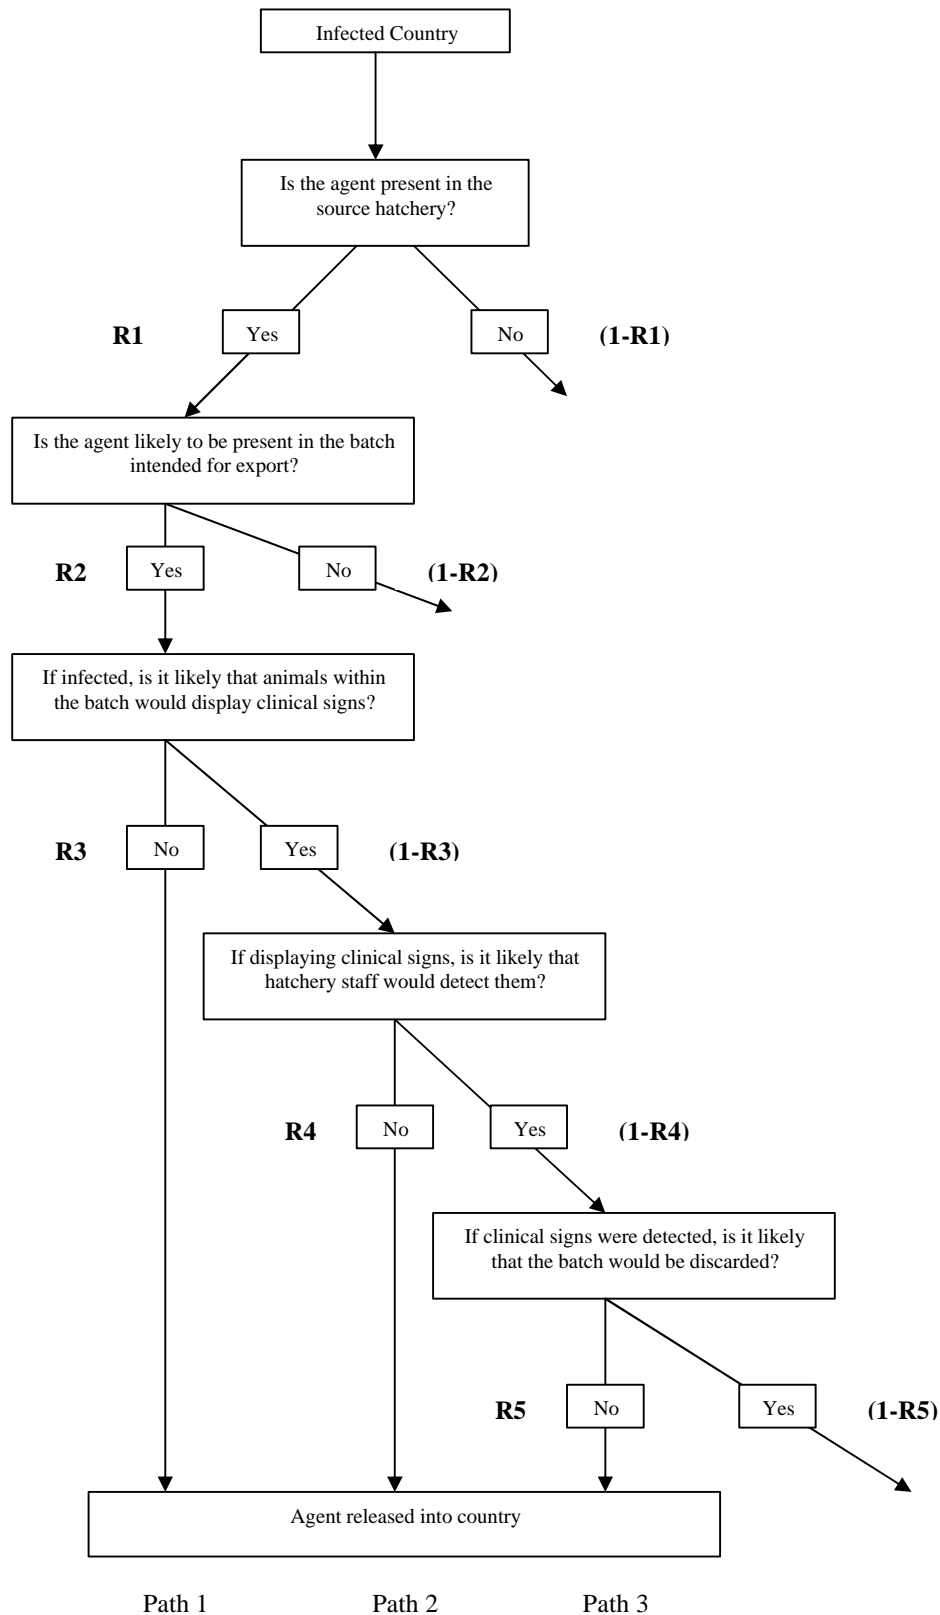 Infected Country
Is the agent present in the
source hatchery?
R1
Yes
No
(1-R1)
Is the agent likely to be present in the batch
intended for export?
R2
Yes
No
(1-R2)
If infected, is it likely that animals within
the batch would display clinical signs?
R3
No
Yes
(1-R3)
If displaying clinical signs, is it likely that
hatchery staff would detect them?
R4
No
Yes
(1-R4)
If clinical signs were detected, is it likely
that the batch would be discarded?
R5
No
Yes
(1-R5)
Agent released into country
Path 1
Path 2
Path 3